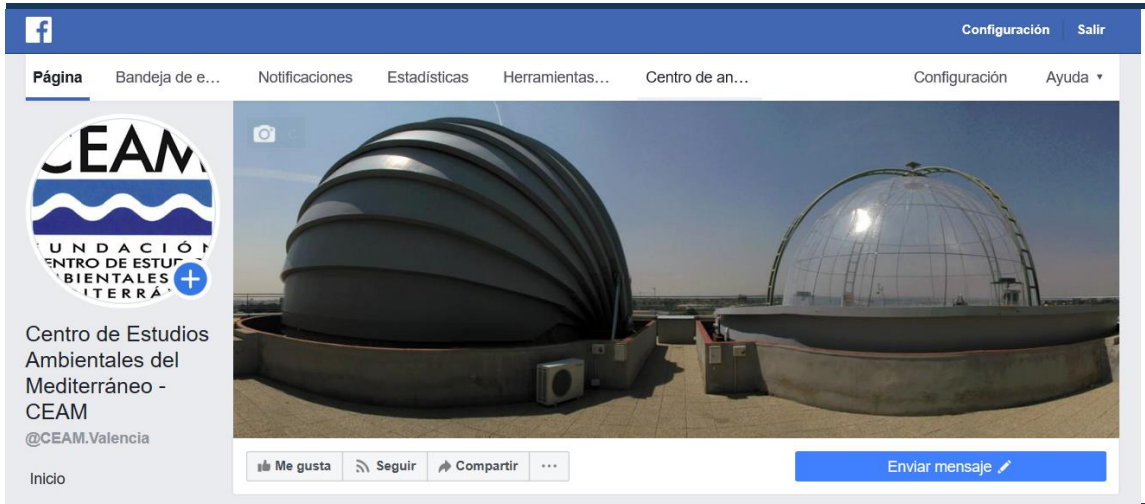 f
Configuración Salir
Página Bandeja de e... Notificaciones Estadísticas Herramientas... Centro de an... Configuración Ayuda
CEAM
Centro de Estudios
Ambientales del
Mediterráneo -
CEAM
@CEAM.Valencia
Inicio
Me gusta Seguir Compartir ...
Enviar mensaje